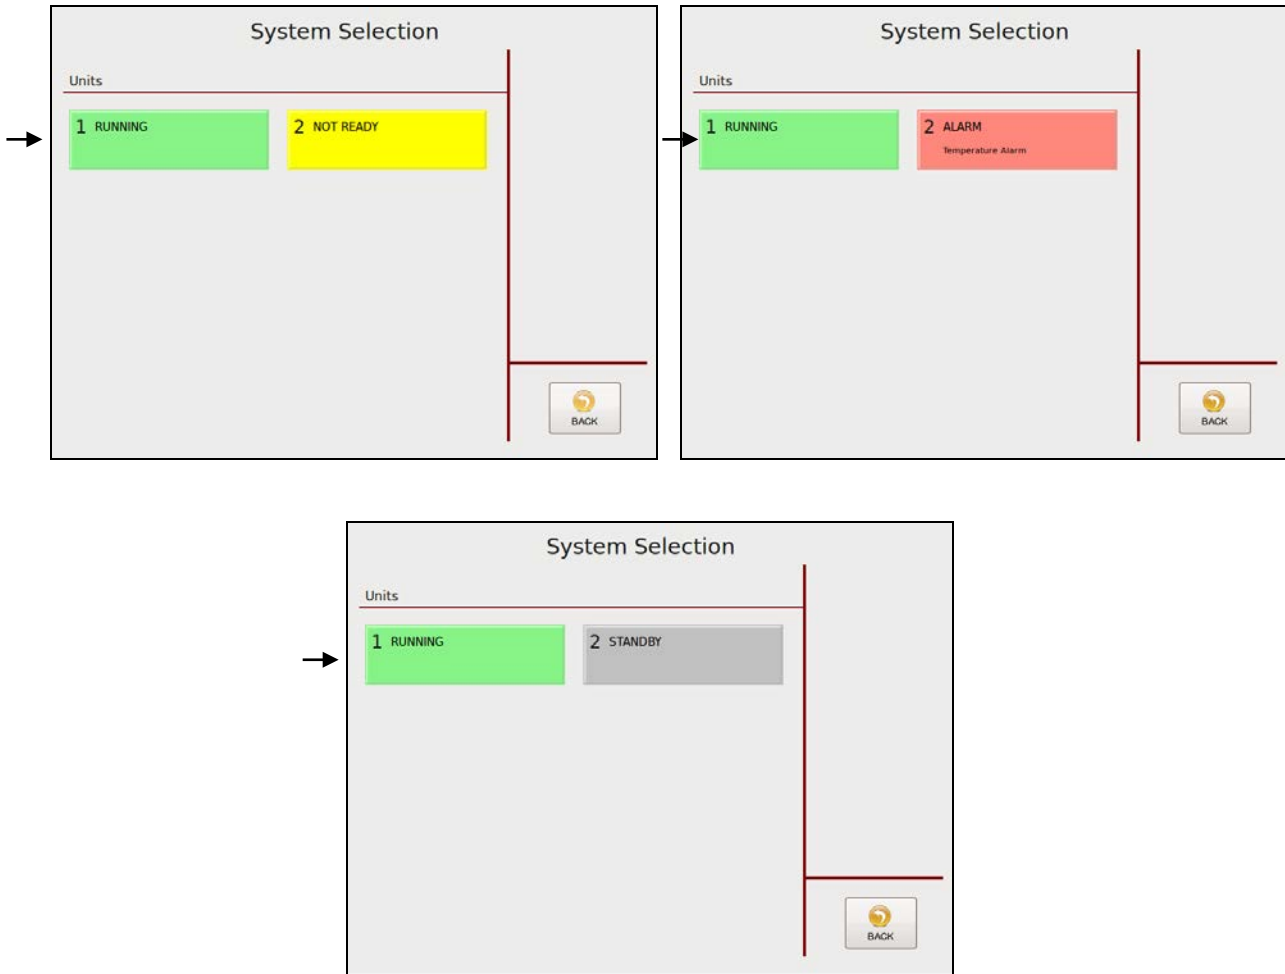 System Selection
Units
1 RUNNING
2 NOT READY
BACK
System Selection
Units
1 RUNNING
2 ALARM
Temperature Alarm
BACK
System Selection
Units
1 RUNNING
2 STANDBY
BACK